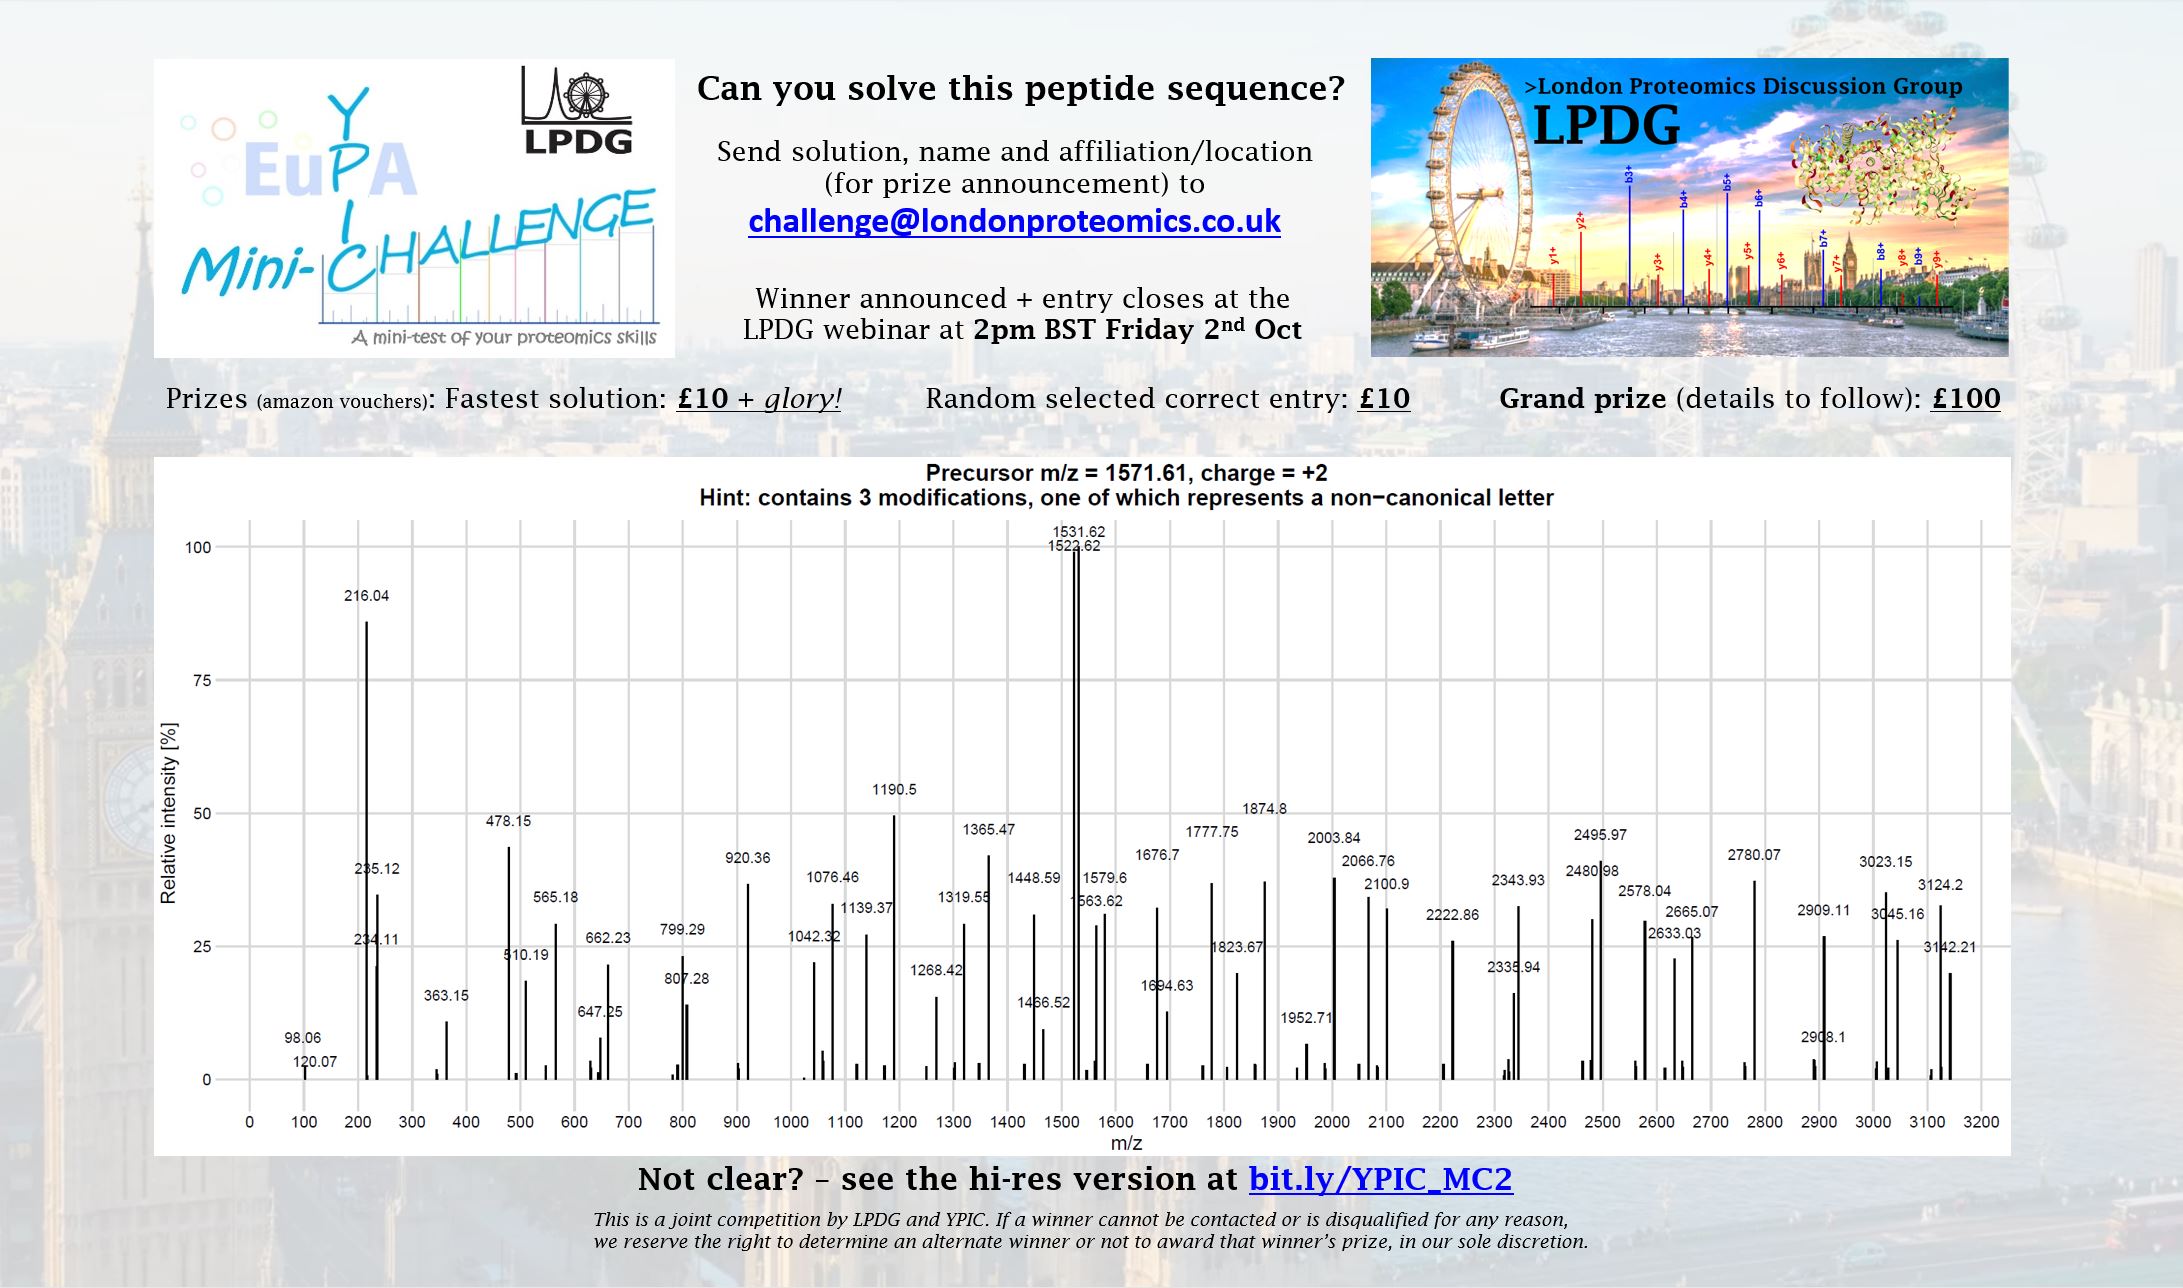 EuPA
YPIC
Mini-CHALLENGE
A mini-test of your proteomics skills
LPDG
Can you solve this peptide sequence?
Send solution, name and affiliation/location
(for prize announcement) to
challenge@londonproteomics.co.uk
Winner announced + entry closes at the
LPDG webinar at 2pm BST Friday 2nd Oct
>London Proteomics Discussion Group
LPDG
y1+
y2+
b3+
y3+
b4+
y4+
b5+
y5+
b6+
y6+
b7+
y7+
b8+
y8+
b9+
y9+
Prizes (amazon vouchers): Fastest solution: £10 + glory!
Random selected correct entry: £10
Grand prize (details to follow): £100
Precursor m/z = 1571.61, charge = +2
Hint: contains 3 modifications, one of which represents a non−canonical letter
Relative intensity [%]
100
75
50
25
0
98.06
120.07
216.04
235.12
234.11
363.15
478.15
510.19
565.18
647.25
662.23
799.29
807.28
920.36
1042.32
1076.46
1139.37
1190.5
1268.42
1319.55
1365.47
1448.59
1466.52
1531.62
1522.62
1579.6
1563.62
1676.7
1694.63
1777.75
1823.67
1874.8
1952.71
2003.84
2066.76
2100.9
2222.86
2343.93
2335.94
2495.97
2480.98
2578.04
2633.03
2665.07
2780.07
2909.11
2908.1
3023.15
3045.16
3124.2
3142.21
0 100 200 300 400 500 600 700 800 900 1000 1100 1200 1300 1400 1500 1600 1700 1800 1900 2000 2100 2200 2300 2400 2500 2600 2700 2800 2900 3000 3100 3200
m/z
Not clear? – see the hi-res version at bit.ly/YPIC_MC2
This is a joint competition by LPDG and YPIC. If a winner cannot be contacted or is disqualified for any reason,
we reserve the right to determine an alternate winner or not to award that winner's prize, in our sole discretion.